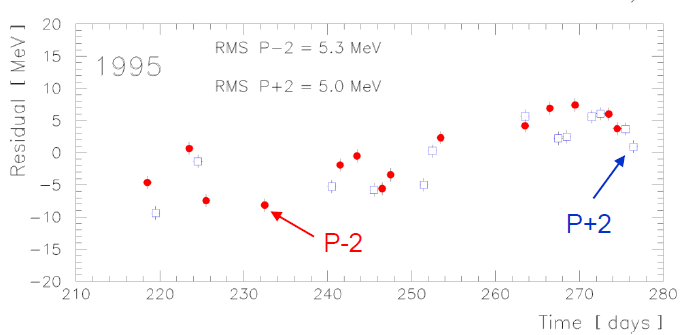 Residual [ MeV ]
20
15
10
5
0
−5
−10
−15
−20
1995
RMS P−2 = 5.3 MeV
RMS P+2 = 5.0 MeV
P-2
P+2
210 220 230 240 250 260 270 280
Time [ days ]